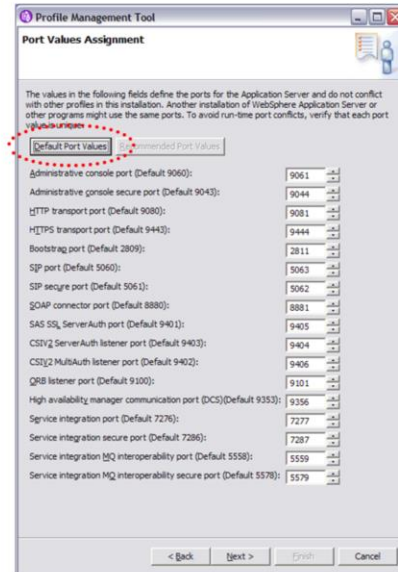 Profile Management Tool
Port Values Assignment
The values in the following fields define the ports for the Application Server and do not conflict
with other profiles in this installation. Another installation of WebSphere Application Server or
other programs might use the same ports. To avoid run-time port conflicts, verify that each port
value is unique.
Default Port Values Recommended Port Values
Administrative console port (Default 9060): 9061
Administrative console secure port (Default 9043): 9044
HTTP transport port (Default 9080): 9081
HTTPS transport port (Default 9443): 9444
Bootstrap port (Default 2809): 2811
SIP port (Default 5060): 5063
SIP secure port (Default 5061): 5062
SOAP connector port (Default 8880): 8881
SAS SSL ServerAuth port (Default 9401): 9405
CSIV2 ServerAuth listener port (Default 9403): 9404
CSIV2 MultiAuth listener port (Default 9402): 9406
ORB listener port (Default 9100): 9101
High availability manager communication port (DCS)(Default 9353): 9356
Service integration port (Default 7276): 7277
Service integration secure port (Default 7286): 7287
Service integration MQ interoperability port (Default 5558): 5559
Service integration MQ interoperability secure port (Default 5578): 5579
< Back Next > Finish Cancel